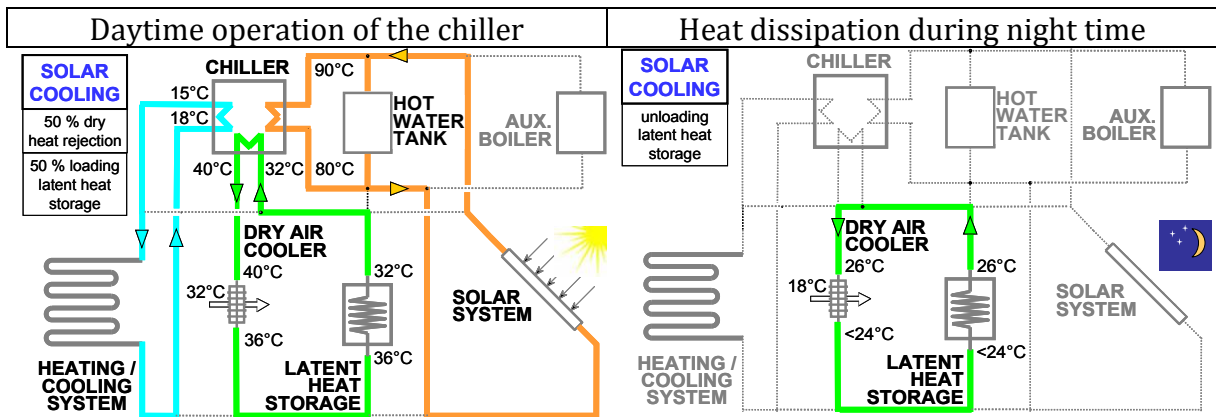 Daytime operation of the chiller
SOLAR
COOLING
50 % dry
heat rejection
50 % loading
latent heat
storage
CHILLER
15°C
18°C
90°C
80°C
40°C
32°C
HOT
WATER
TANK
AUX.
BOILER
DRY AIR
COOLER
40°C
32°C
36°C
32°C
36°C
SOLAR
SYSTEM
HEATING /
COOLING
SYSTEM
LATENT
HEAT
STORAGE
Heat dissipation during night time
SOLAR
COOLING
unloading
latent heat
storage
CHILLER
HOT
WATER
TANK
AUX.
BOILER
DRY AIR
COOLER
26°C
18°C
<24°C
26°C
<24°C
SOLAR
SYSTEM
HEATING /
COOLING
SYSTEM
LATENT
HEAT
STORAGE